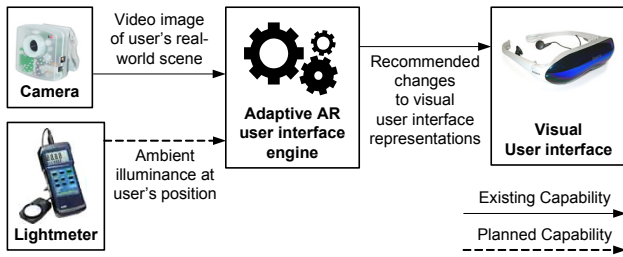 Video image
of user's real-
world scene
Camera
Adaptive AR
user interface
engine
Recommended
changes
to visual
user interface
representations
Visual
User interface
Ambient
illuminance at
user's position
Lightmeter
Existing Capability
Planned Capability